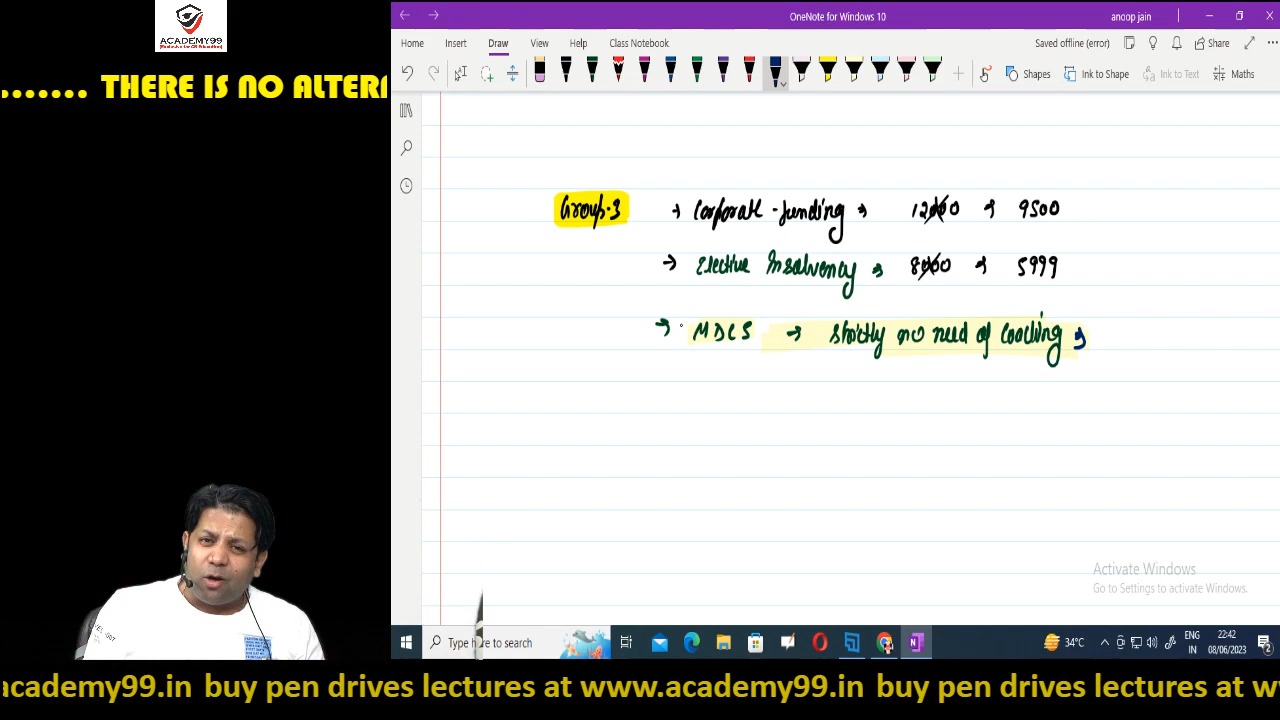 ACADEMY99
....... THERE IS NO ALTERI
OneNote for Windows 10
anoop jain
Home Insert Draw View Help Class Notebook
Saved offline (error)
Share
Shapes
Ink to Shape
Ink to Text
Maths
Group-3 → Corporate funding → 12000 → 9500
→ Elective Insolvency → 8000 → 5999
→ MDCS → Strictly no need of coaching →
Activate Windows
Go to Settings to activate Windows.
Type here to search
34°C
ENG
IN
22:42
08/06/2023
2
academy99.in buy pen drives lectures at www.academy99.in buy pen drives lectures at w